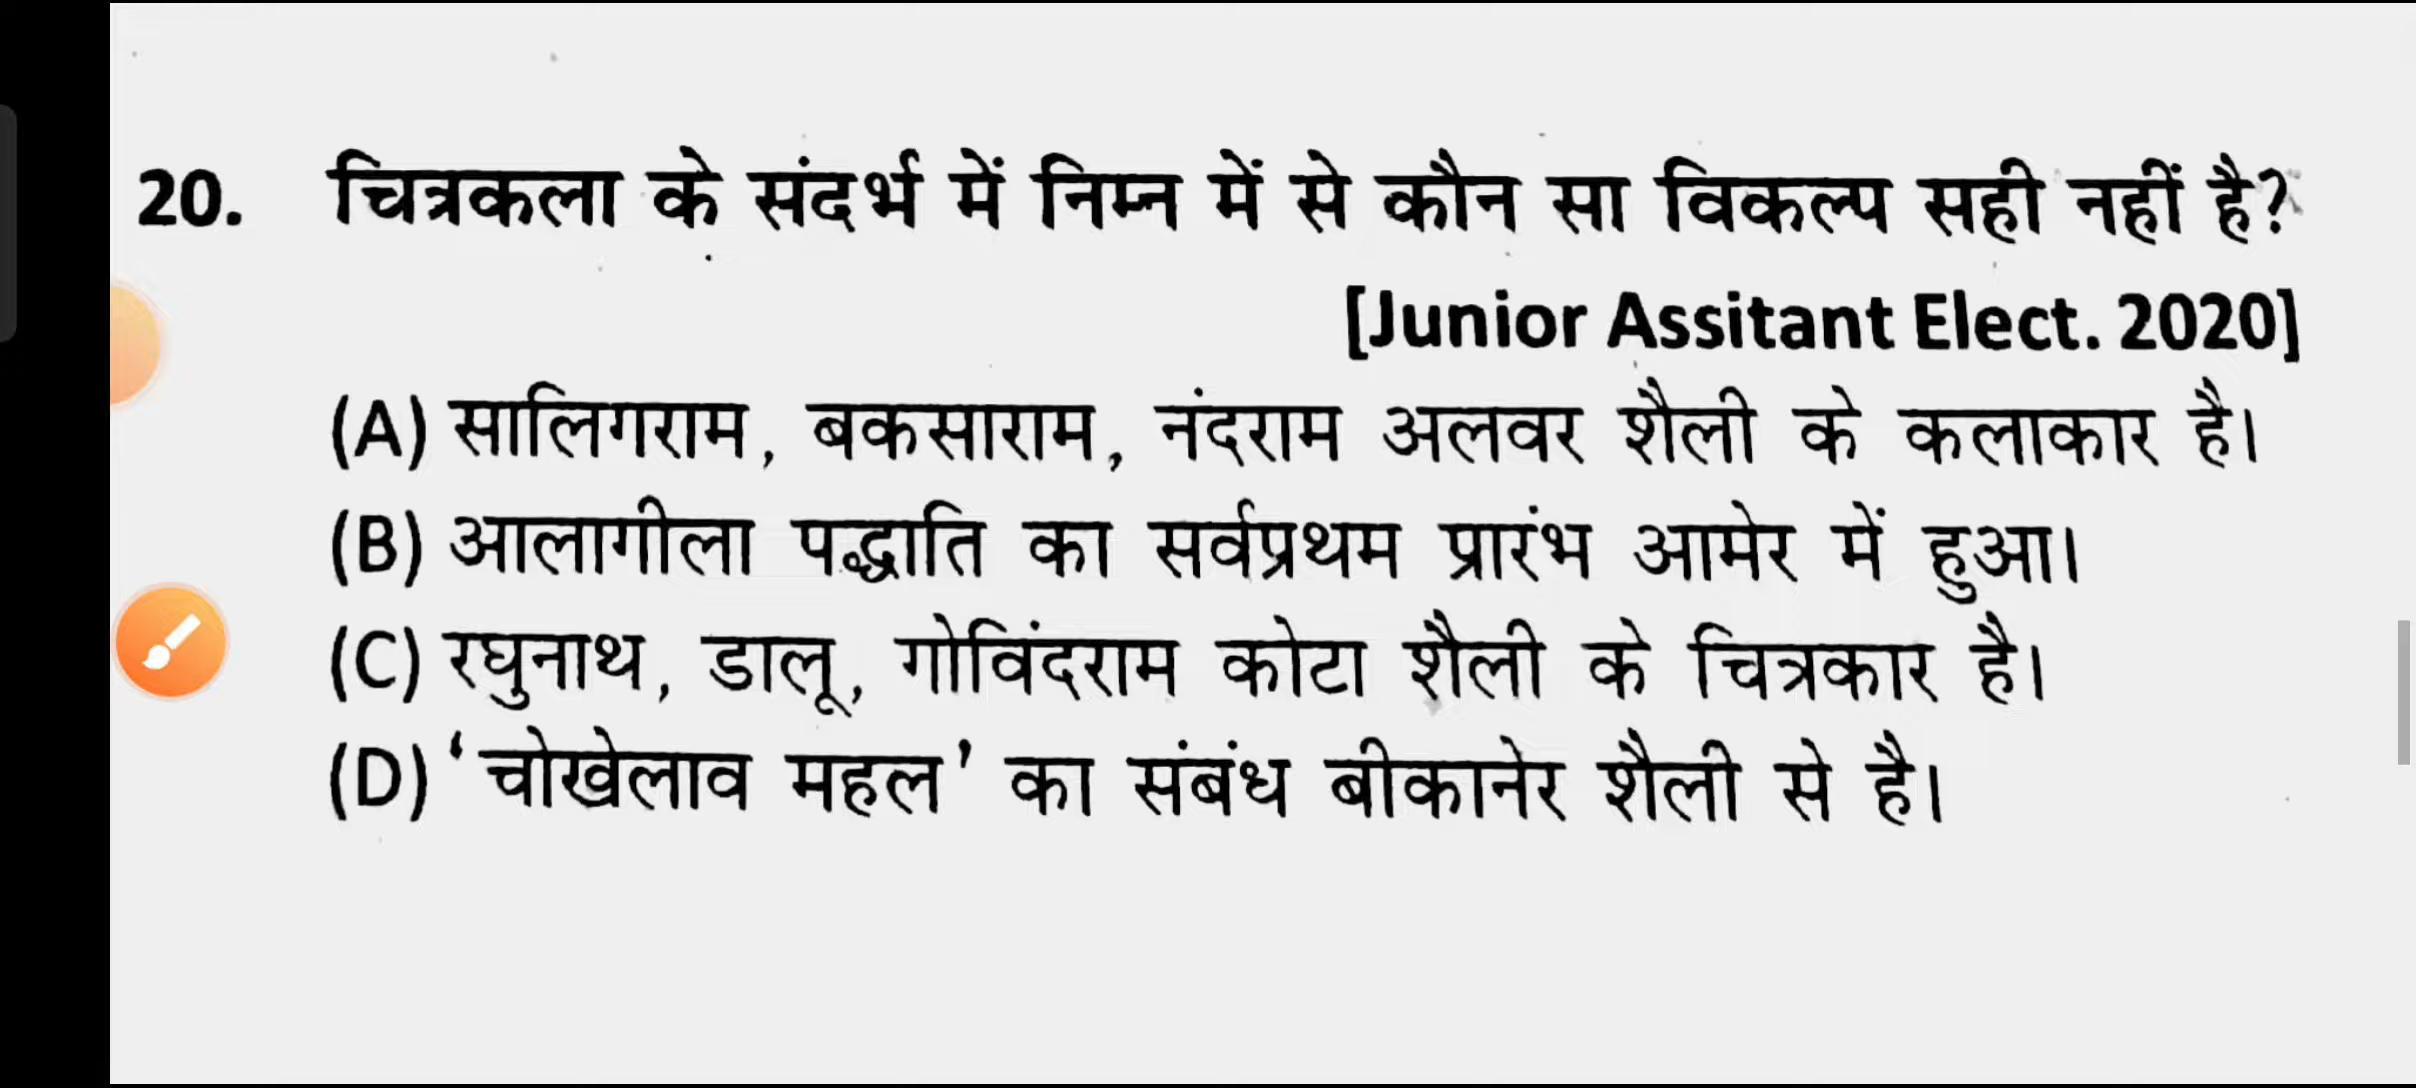 20. चित्रकला के संदर्भ में निम्न में से कौन सा विकल्प सही नहीं है?
[Junior Assitant Elect. 2020]
(A) सालिगराम, बकसाराम, नंदराम अलवर शैली के कलाकार है।
(B) आलागीला पद्धाति का सर्वप्रथम प्रारंभ आमेर में हुआ।
(C) रघुनाथ, डालू, गोविंदराम कोटा शैली के चित्रकार है।
(D) ‘चोखेलाव महल’ का संबंध बीकानेर शैली से है।